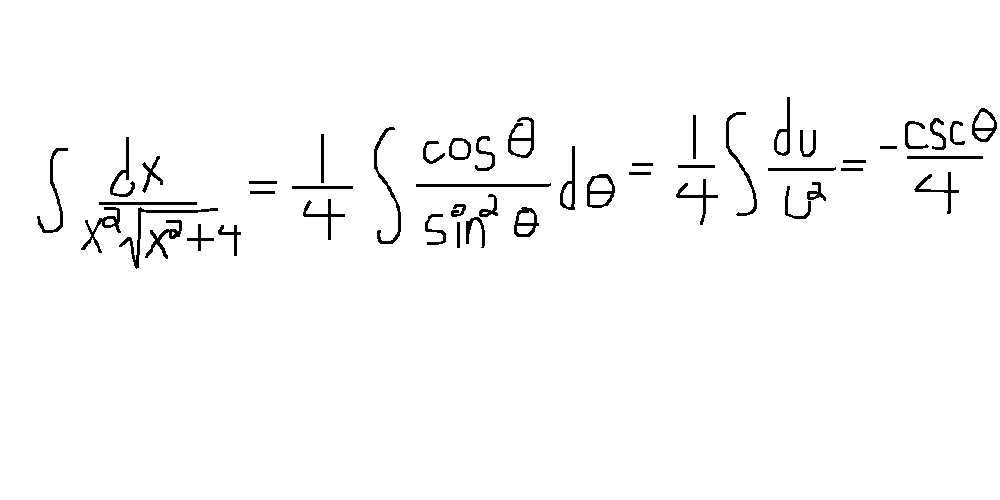 ∫ dx / (x²√(x²+4)) = 1/4 ∫ cosθ / sin²θ dθ = 1/4 ∫ du / u² = -cscθ / 4